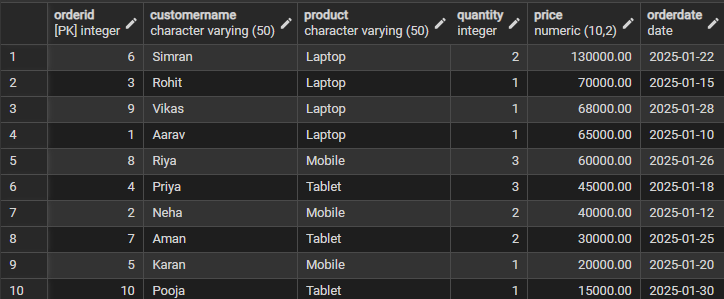 orderid customername product quantity price orderdate
[PK] integer character varying (50) character varying (50) integer numeric (10,2) date
1 6 Simran Laptop 2 130000.00 2025-01-22
2 3 Rohit Laptop 1 70000.00 2025-01-15
3 9 Vikas Laptop 1 68000.00 2025-01-28
4 1 Aarav Laptop 1 65000.00 2025-01-10
5 8 Riya Mobile 3 60000.00 2025-01-26
6 4 Priya Tablet 3 45000.00 2025-01-18
7 2 Neha Mobile 2 40000.00 2025-01-12
8 7 Aman Tablet 2 30000.00 2025-01-25
9 5 Karan Mobile 1 20000.00 2025-01-20
10 10 Pooja Tablet 1 15000.00 2025-01-30